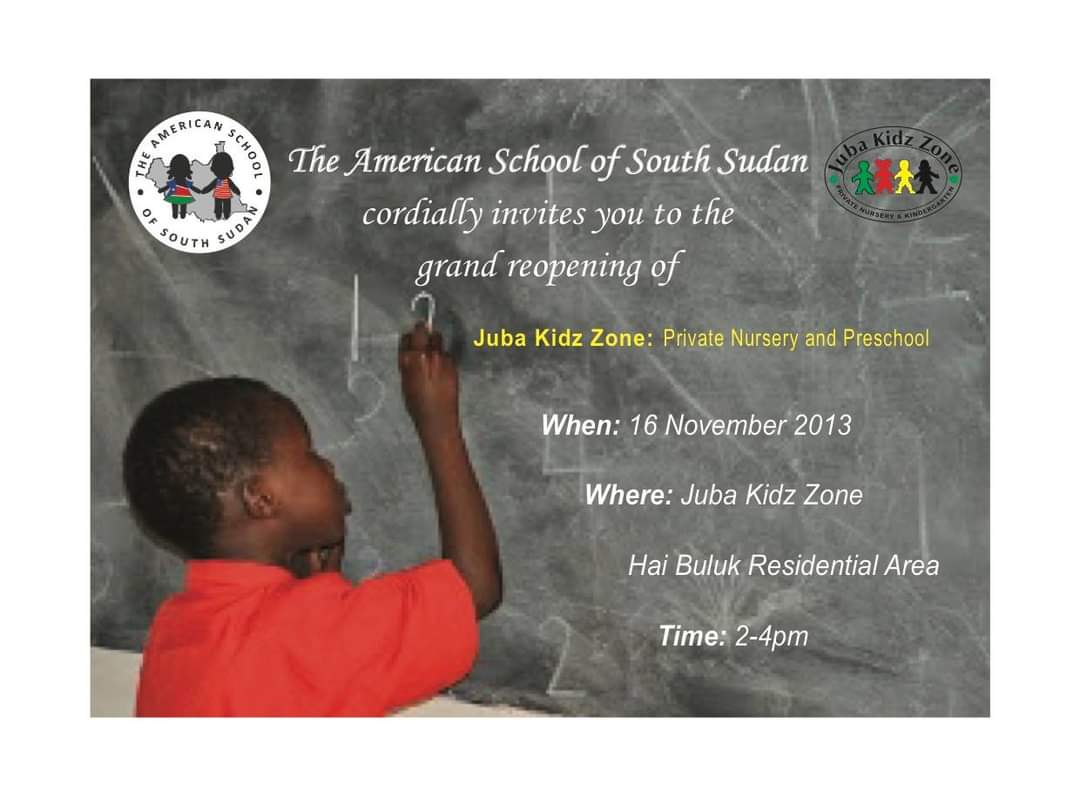 THE AMERICAN SCHOOL
OF SOUTH SUDAN
The American School of South Sudan
cordially invites you to the
grand reopening of
Juba Kidz Zone
PRIVATE NURSERY & KINDERGARTEN
Juba Kidz Zone: Private Nursery and Preschool
When: 16 November 2013
Where: Juba Kidz Zone
Hai Buluk Residential Area
Time: 2-4pm